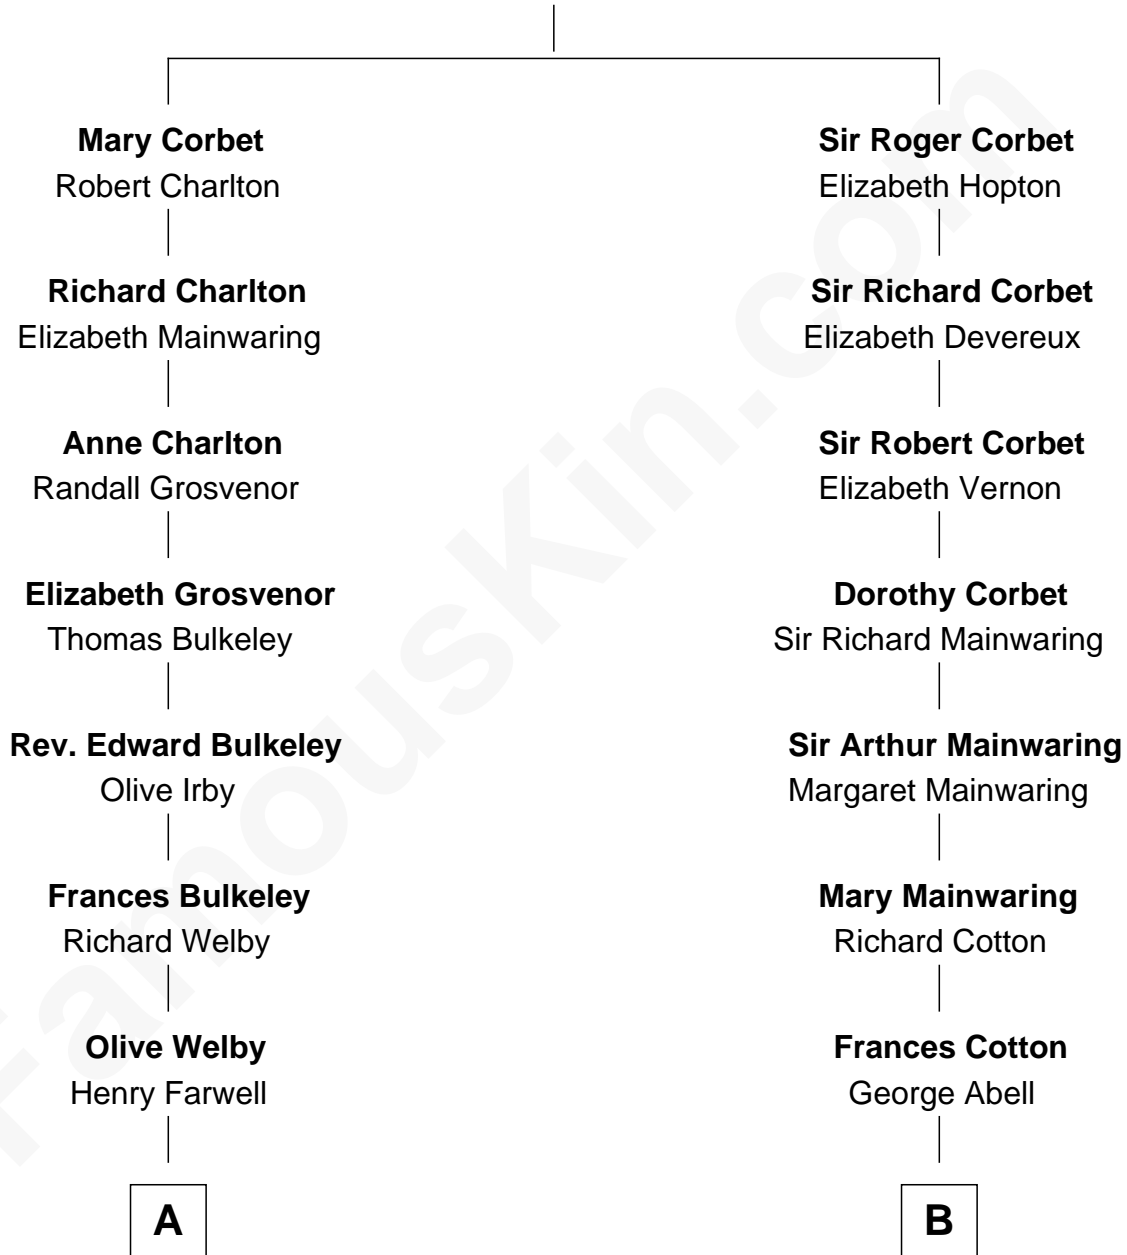 Mary Corbet
Robert Charlton
Richard Charlton
Elizabeth Mainwaring
Anne Charlton
Randall Grosvenor
Elizabeth Grosvenor
Thomas Bulkeley
Rev. Edward Bulkeley
Olive Irby
Frances Bulkeley
Richard Welby
Olive Welby
Henry Farwell
A
Sir Roger Corbet
Elizabeth Hopton
Sir Richard Corbet
Elizabeth Devereux
Sir Robert Corbet
Elizabeth Vernon
Dorothy Corbet
Sir Richard Mainwaring
Sir Arthur Mainwaring
Margaret Mainwaring
Mary Mainwaring
Richard Cotton
Frances Cotton
George Abell
B
FamousKin.com